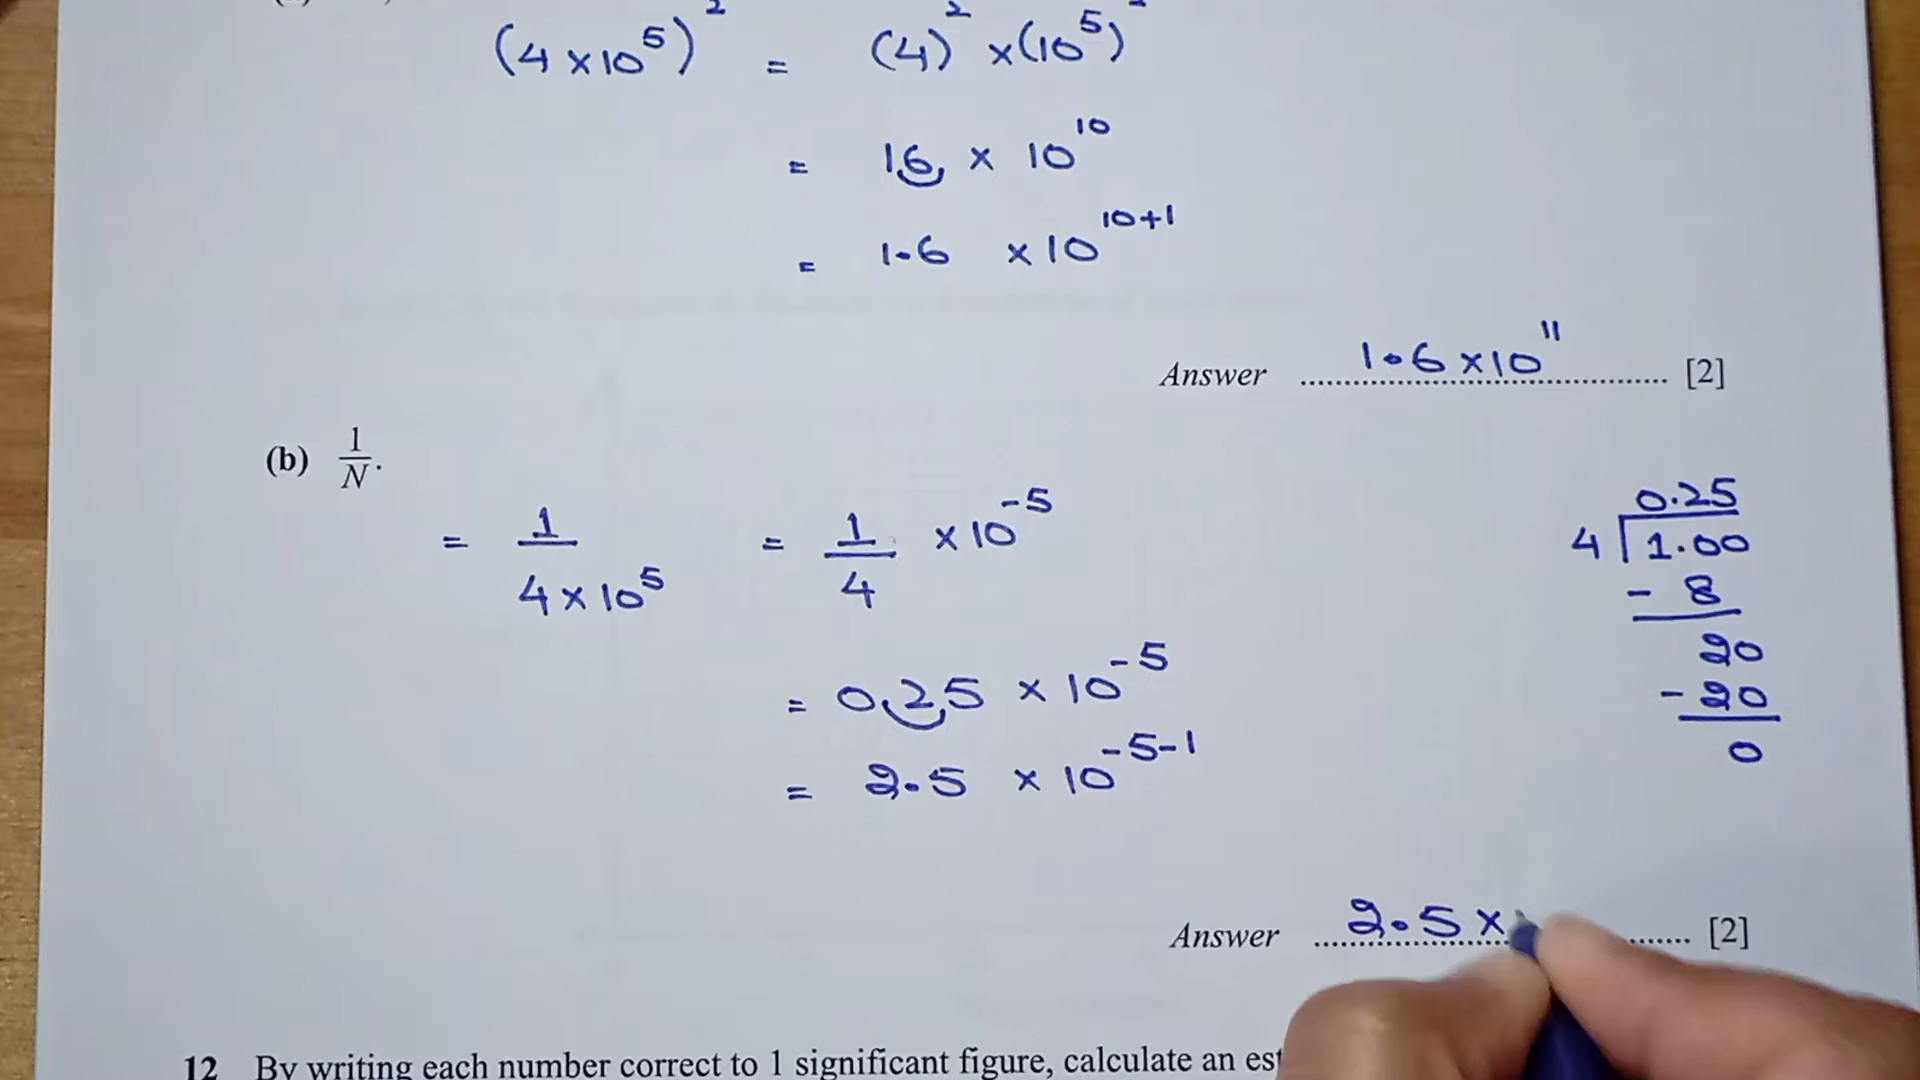 (4 × 10⁵)² = (4)² × (10⁵)
= 16 × 10¹⁰
= 1.6 × 10¹⁰⁺¹
Answer 1.6 × 10¹¹ [2]
(b) 1/N.
= 1/(4 × 10⁵) = 1/4 × 10⁻⁵
= 0.25 × 10⁻⁵
= 2.5 × 10⁻⁵⁻¹
0.25
4 1.00
- 8
20
- 20
0
Answer 2.5 × [2]
12 By writing each number correct to 1 significant figure, calculate an